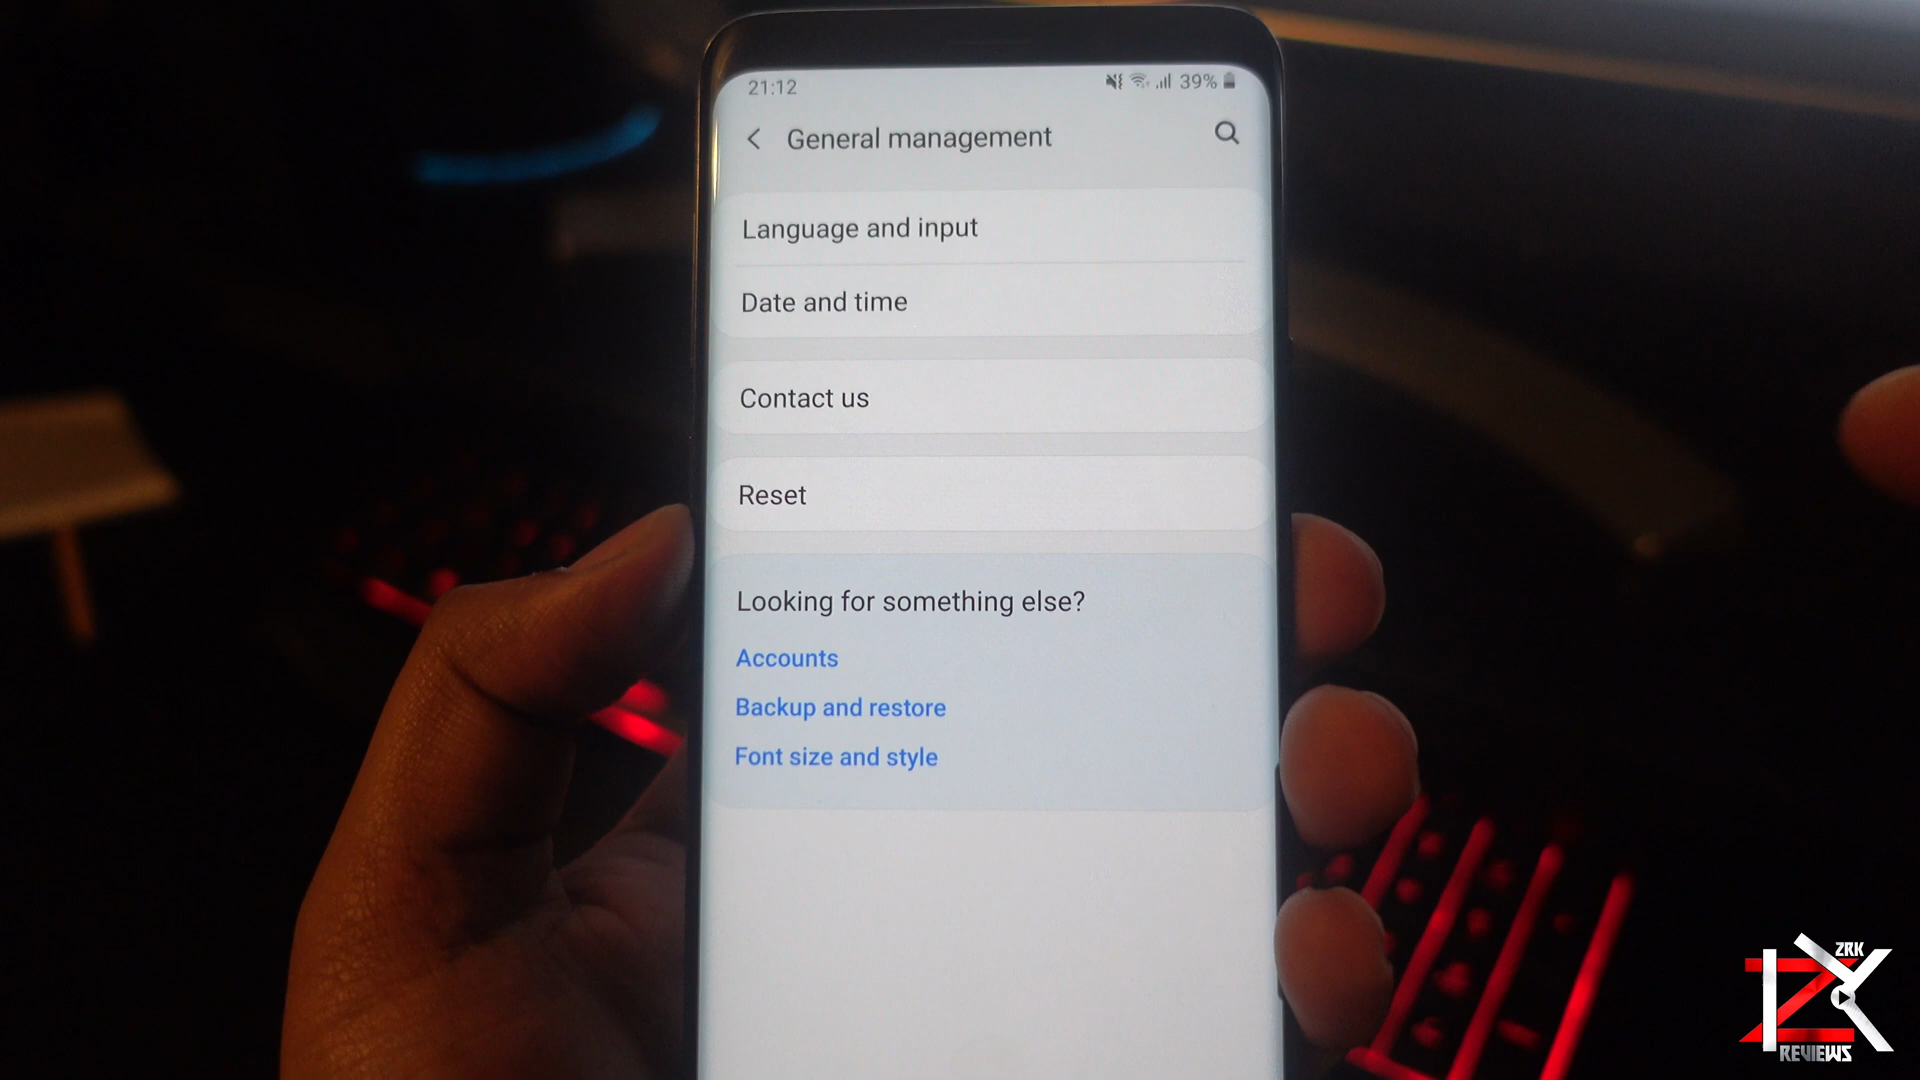 21:12
39%
General management
Language and input
Date and time
Contact us
Reset
Looking for something else?
Accounts
Backup and restore
Font size and style
ZRK
REVIEWS